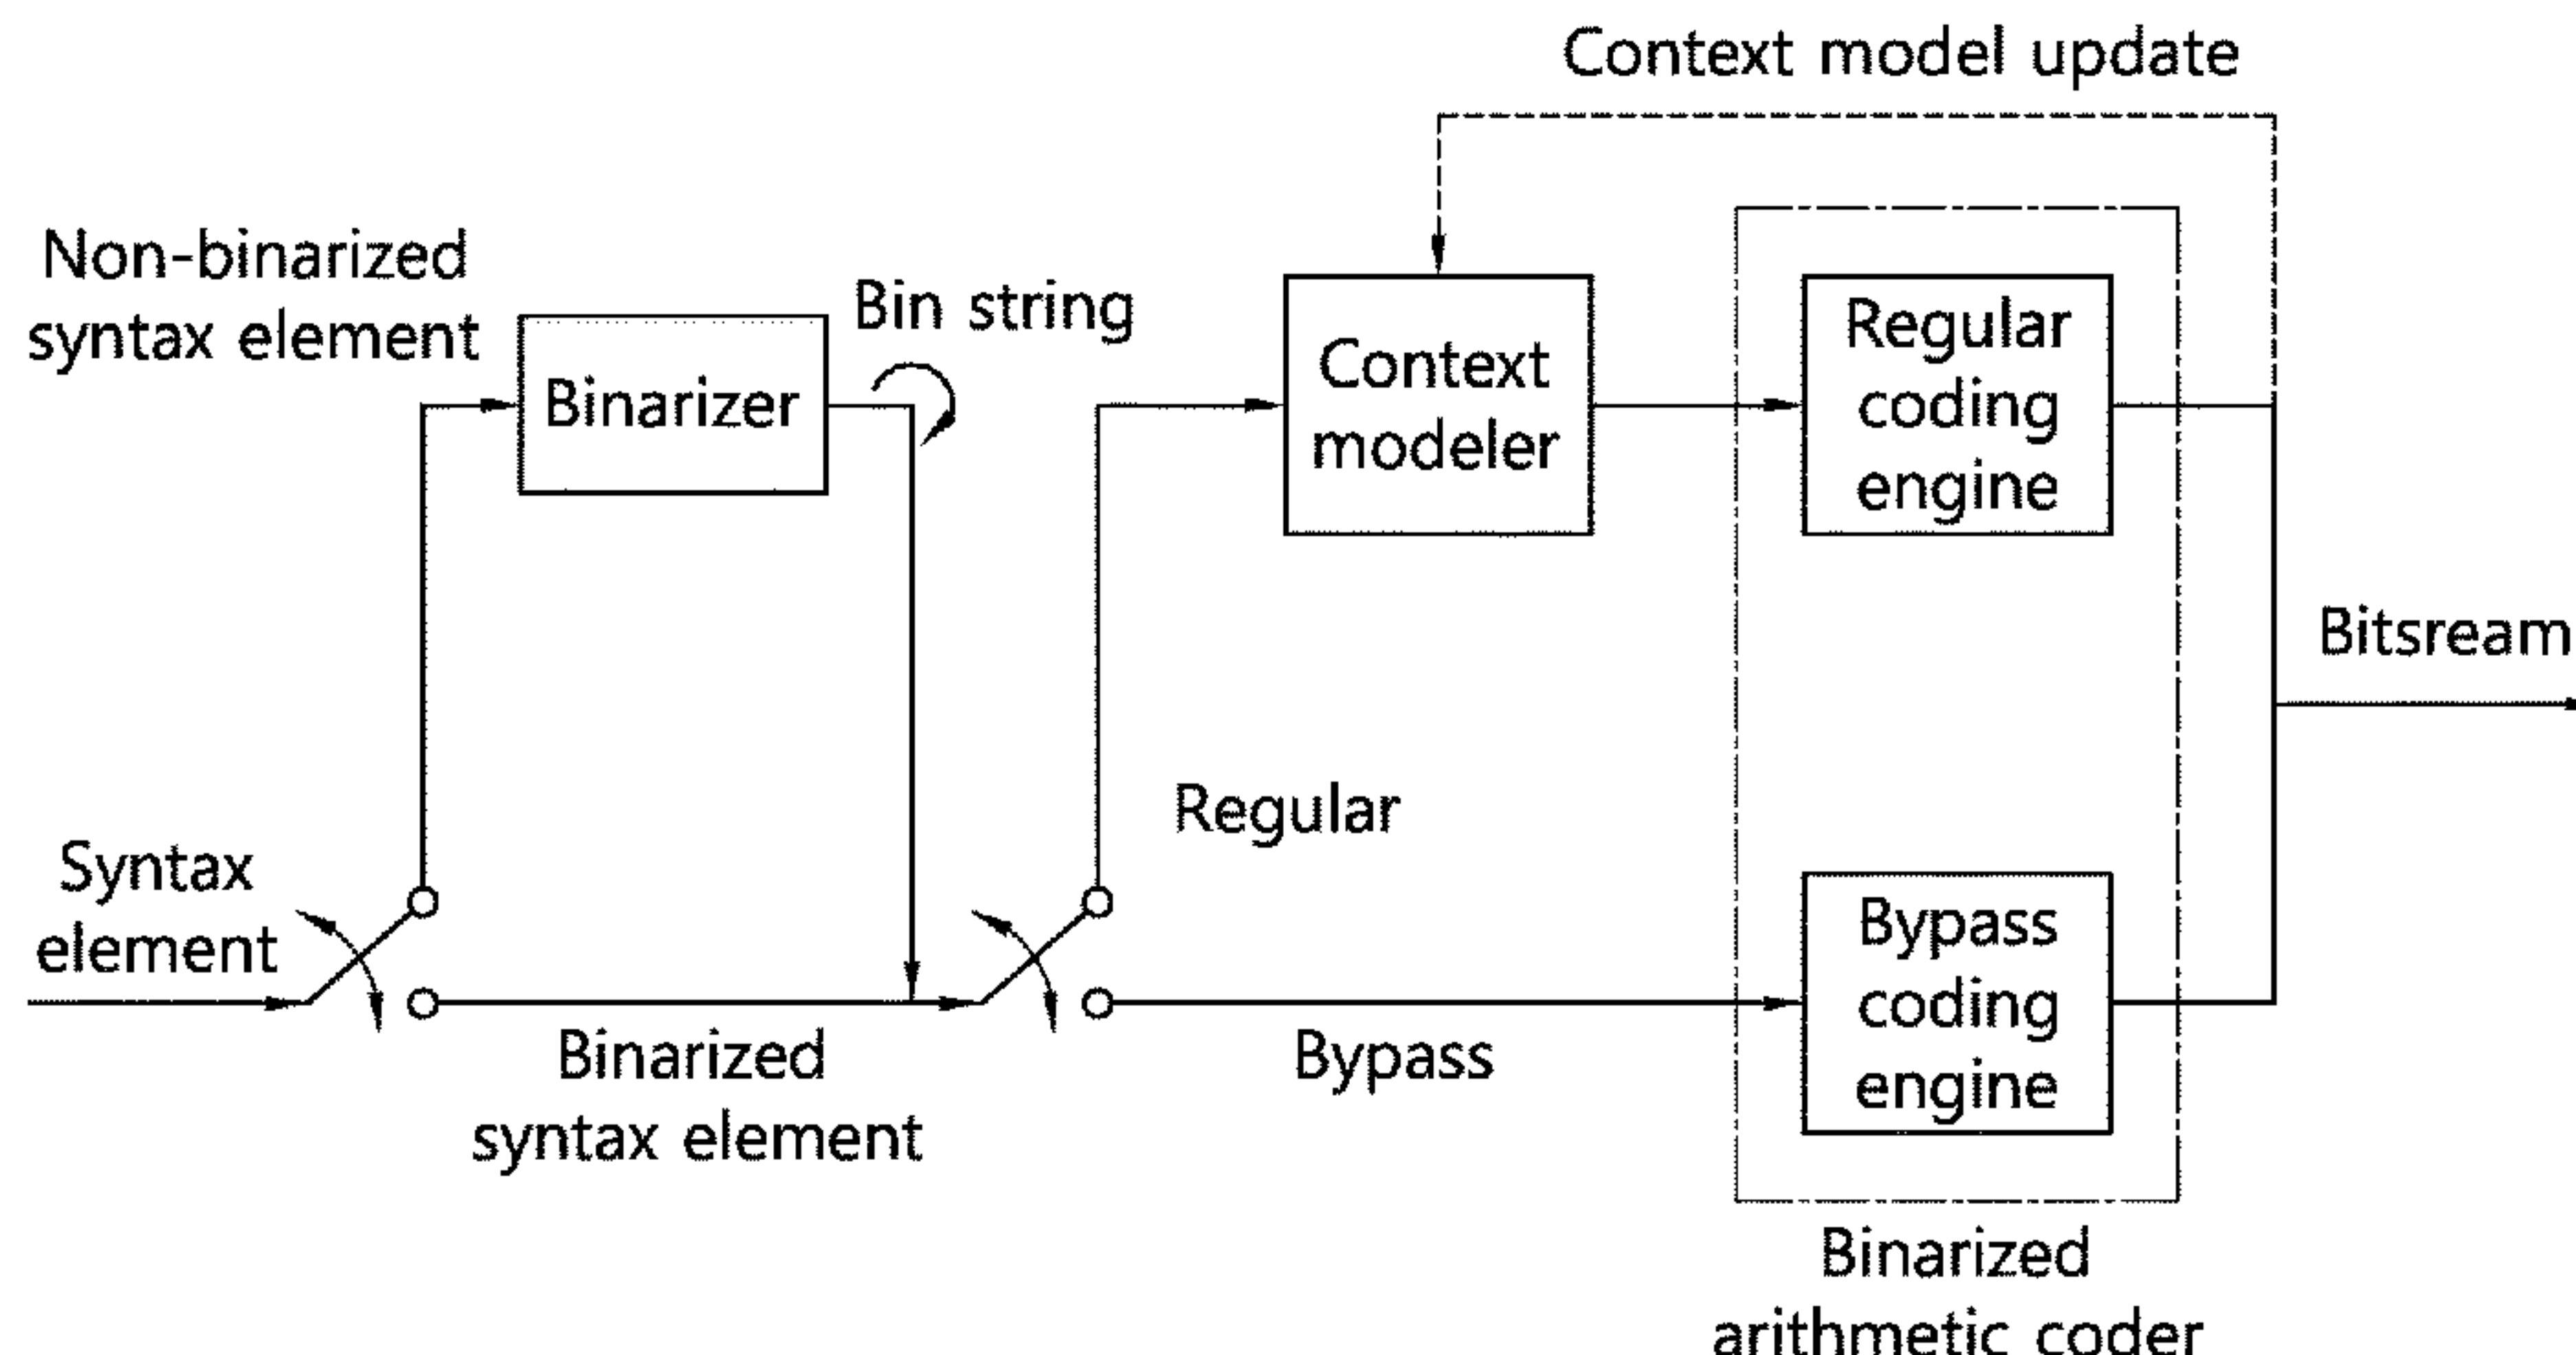 Context model update
Non-binarized
syntax element
Bin string
Binarizer
Context
modeler
Regular
coding
engine
Bitsream
Regular
Syntax
element
Binarized
syntax element
Bypass
Bypass
coding
engine
Binarized
arithmetic coder